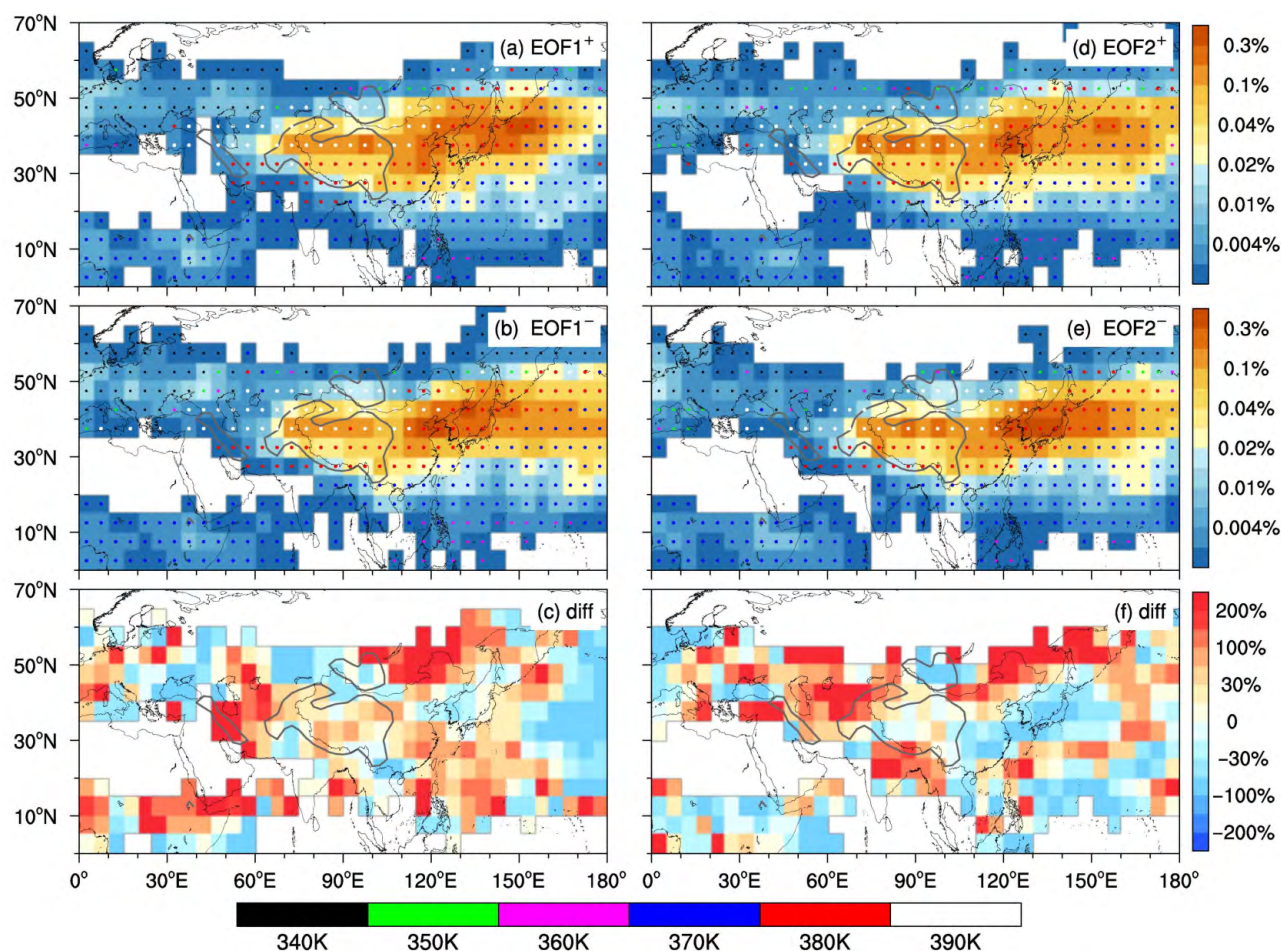 70°N
50°N
30°N
10°N
(a) EOF1⁺
(d) EOF2⁺
0.3%
0.1%
0.04%
0.02%
0.01%
0.004%
70°N
50°N
30°N
10°N
(b) EOF1⁻
(e) EOF2⁻
0.3%
0.1%
0.04%
0.02%
0.01%
0.004%
70°N
50°N
30°N
10°N
(c) diff
(f) diff
200%
100%
30%
0
−30%
−100%
−200%
0° 30°E 60°E 90°E 120°E 150°E 180°
0° 30°E 60°E 90°E 120°E 150°E 180°
340K 350K 360K 370K 380K 390K